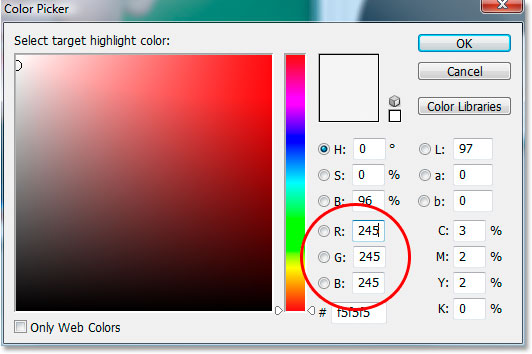 Color Picker
Select target highlight color:
OK
Cancel
Color Libraries
H: 0 ° L: 97
S: 0 % a: 0
B: 96 % b: 0
R: 245 C: 3 %
G: 245 M: 2 %
B: 245 Y: 2 %
# f5f5f5 K: 0 %
Only Web Colors